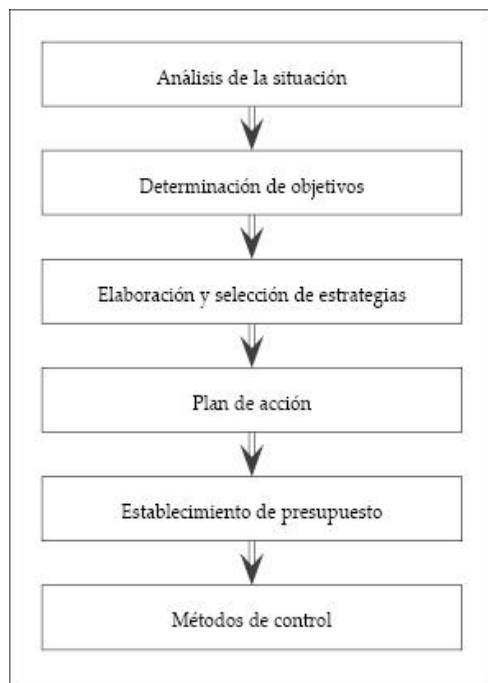 Análisis de la situación
Determinación de objetivos
Elaboración y selección de estrategias
Plan de acción
Establecimiento de presupuesto
Métodos de control